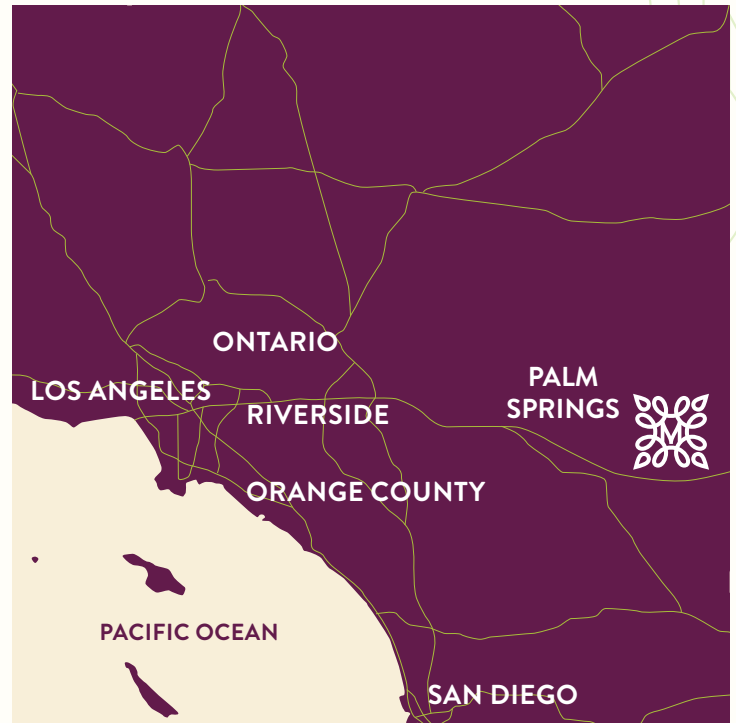 ONTARIO
LOS ANGELES
PALM
SPRINGS
RIVERSIDE
M
ORANGE COUNTY
PACIFIC OCEAN
SAN DIEGO